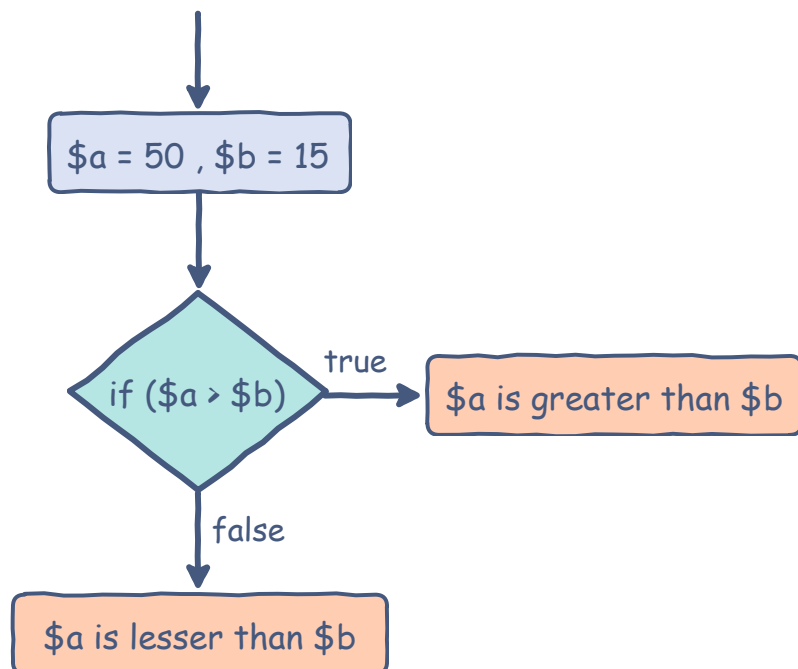 $a = 50 , $b = 15
if ($a > $b)
true
$a is greater than $b
false
$a is lesser than $b